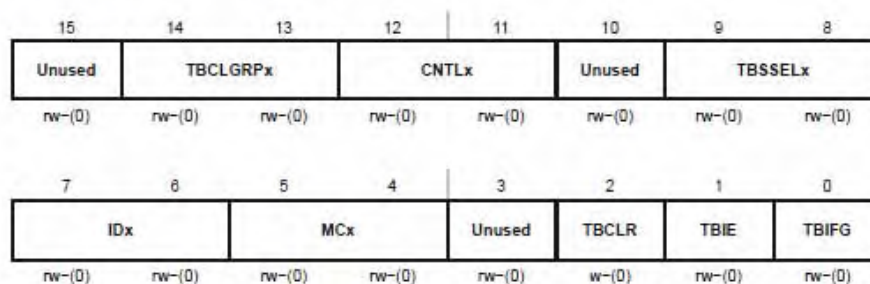 15 14 13 12 11 10 9 8
Unused TBCLGRPx CNTLx Unused TBSSELx
rw−(0) rw−(0) rw−(0) rw−(0) rw−(0) rw−(0) rw−(0) rw−(0)
7 6 5 4 3 2 1 0
IDx MCx Unused TBCLR TBIE TBIFG
rw−(0) rw−(0) rw−(0) rw−(0) rw−(0) w−(0) rw−(0) rw−(0)